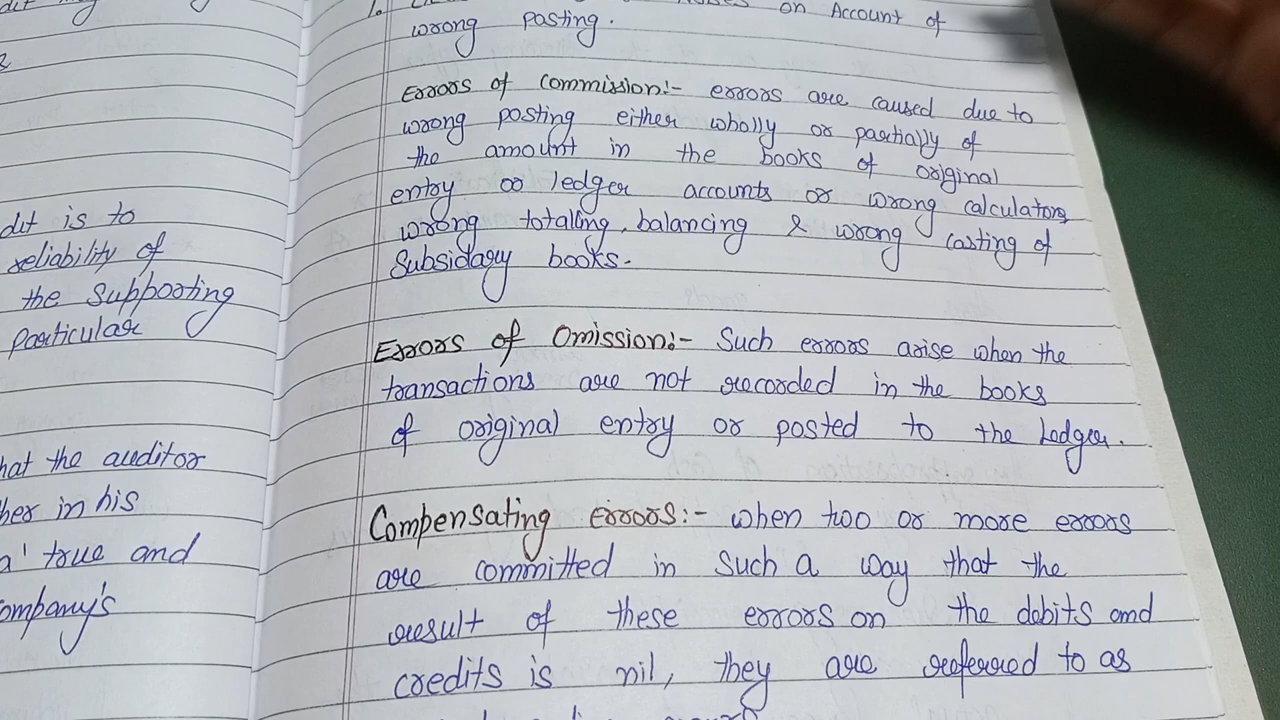 dit is to
reliability of
the supporting
Particular
hat the auditor
her in his
a' true and
ompany's
1.
on Account of
wrong posting.
Errors of Commission:- errors are caused due to
wrong posting either wholly or partially of
the amount in the books of original
entry or ledger accounts or wrong calculations
wrong totaling, balancing & wrong casting of
Subsidary books.
Errors of Omission:- Such errors arise when the
transactions are not recorded in the books
of original entry or posted to the Ledger.
Compensating Errors:- when two or more errors
are committed in such a way that the
result of these errors on the debits and
credits is nil, they are referred to as